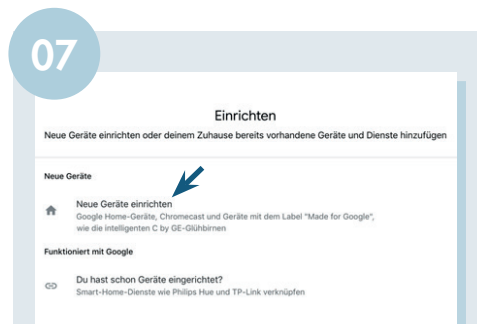 07
Einrichten
Neue Geräte einrichten oder deinem Zuhause bereits vorhandene Geräte und Dienste hinzufügen
Neue Geräte
Neue Geräte einrichten
Google Home-Geräte, Chromecast und Geräte mit dem Label "Made for Google",
wie die intelligenten C by GE-Glühbirnen
Funktioniert mit Google
Du hast schon Geräte eingerichtet?
Smart-Home-Dienste wie Philips Hue und TP-Link verknüpfen